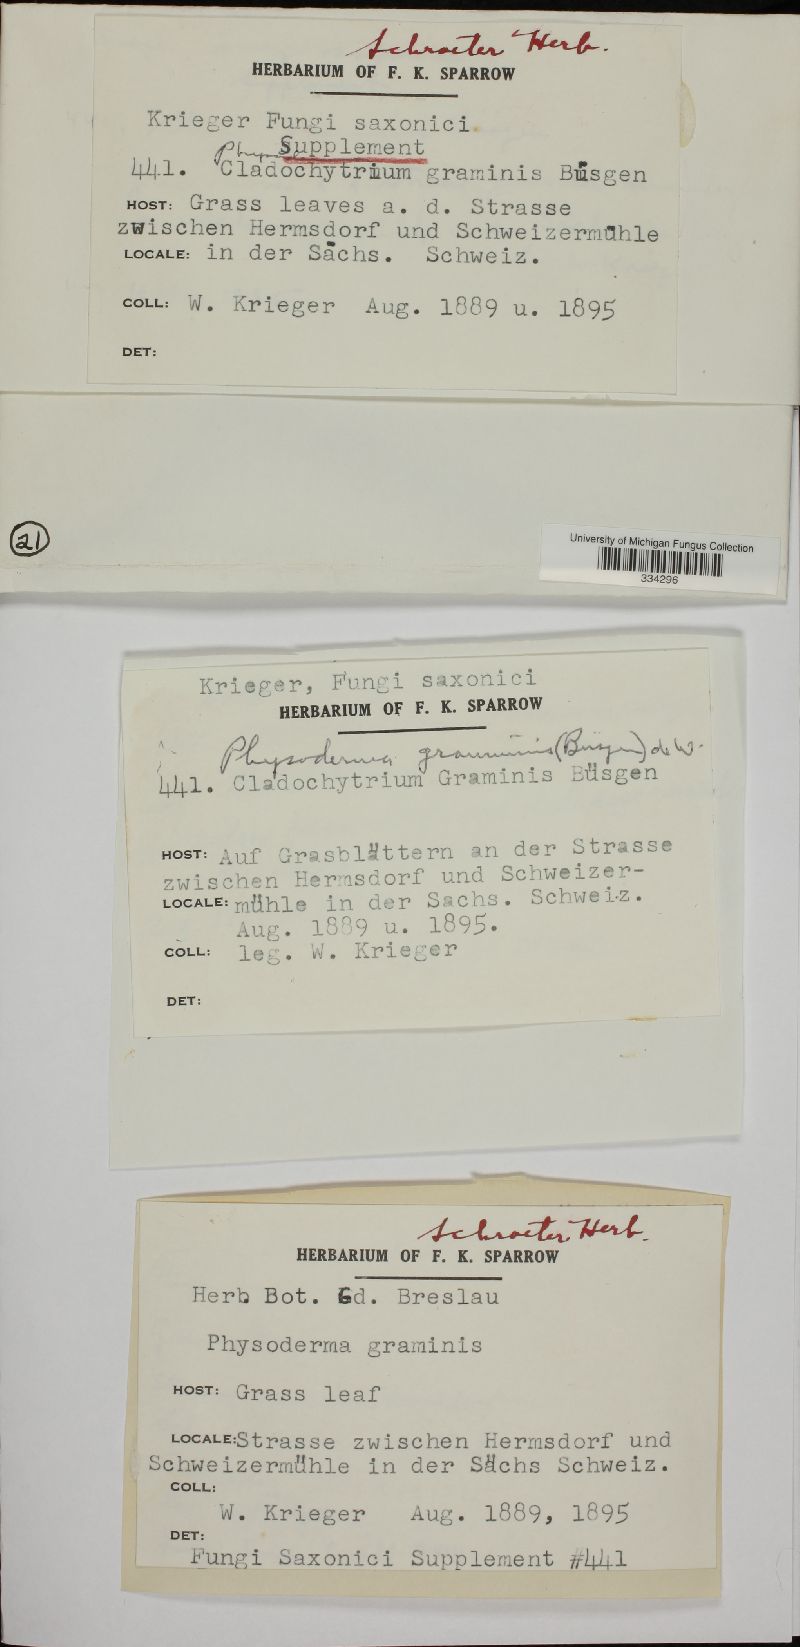 Schroeter Herb.
HERBARIUM OF F. K. SPARROW
Krieger Fungi saxonici
Supplement
441. Cladochytrium graminis Büsgen
HOST: Grass leaves a. d. Strasse
zwischen Hermsdorf und Schweizermühle
LOCALE: in der Sächs. Schweiz.
COLL: W. Krieger Aug. 1889 u. 1895
DET:
21
University of Michigan Fungus Collection
334296
Krieger, Fungi saxonici
HERBARIUM OF F. K. SPARROW
Physoderma graminis (Büsgen) de W.
441. Cladochytrium Graminis Büsgen
HOST: Auf Grasblättern an der Strasse
zwischen Hermsdorf und Schweizer-
LOCALE: mühle in der Sachs. Schweiz.
Aug. 1889 u. 1895.
COLL: leg. W. Krieger
DET:
Schroeter Herb.
HERBARIUM OF F. K. SPARROW
Herb Bot. Gd. Breslau
Physoderma graminis
HOST: Grass leaf
LOCALE: Strasse zwischen Hermsdorf und
Schweizermühle in der Sächs Schweiz.
COLL:
W. Krieger Aug. 1889, 1895
DET:
Fungi Saxonici Supplement #441